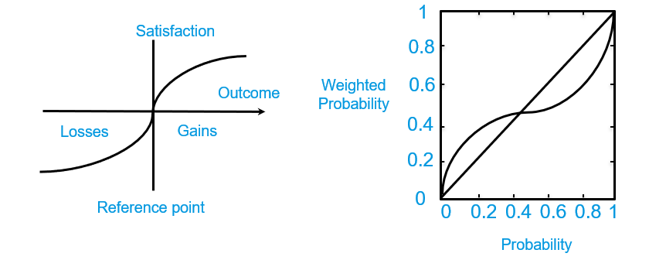 Satisfaction
Outcome
Losses
Gains
Reference point
Weighted
Probability
1
0.8
0.6
0.4
0.2
0
0 0.2 0.4 0.6 0.8 1
Probability